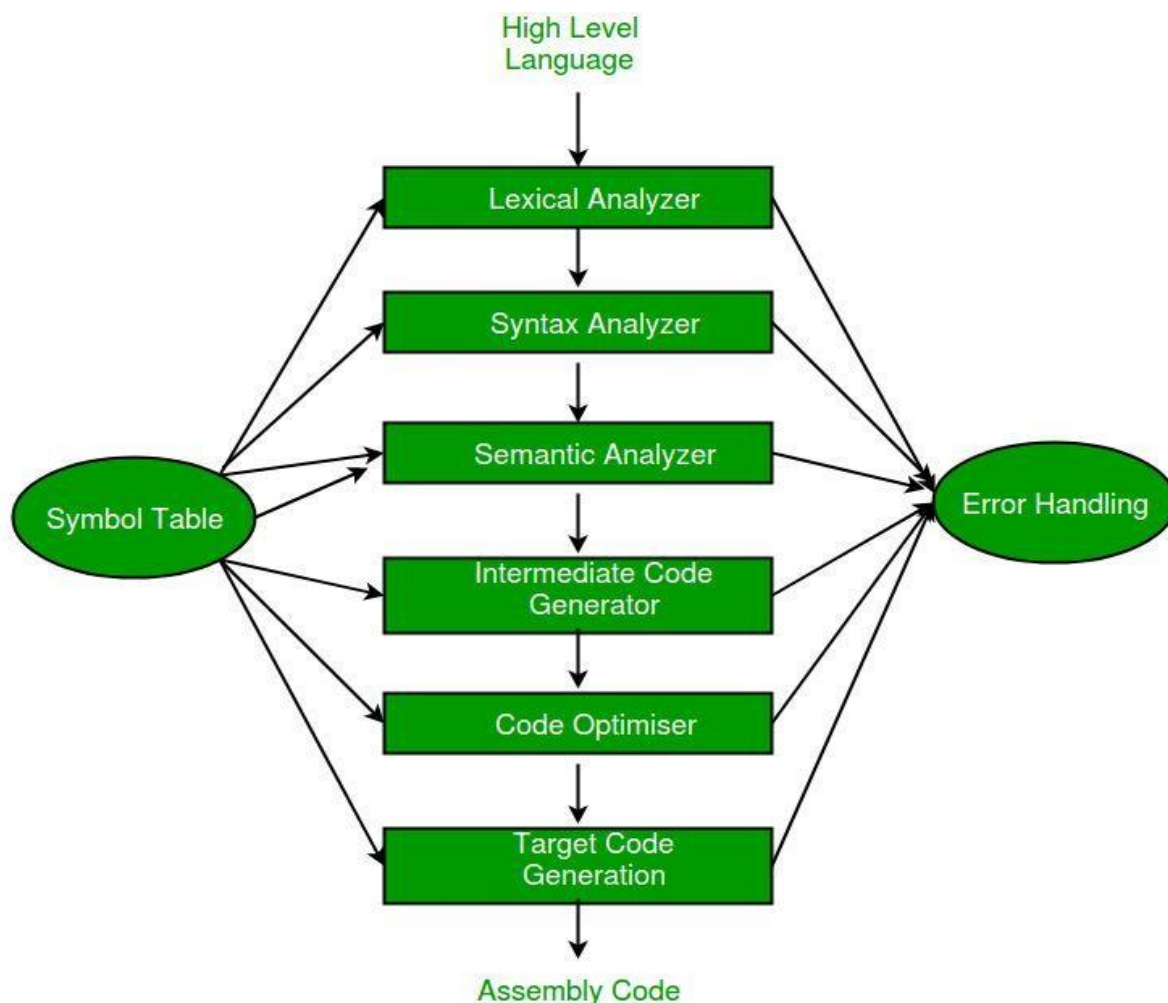 High Level
Language
Lexical Analyzer
Syntax Analyzer
Semantic Analyzer
Symbol Table
Error Handling
Intermediate Code
Generator
Code Optimiser
Target Code
Generation
Assembly Code